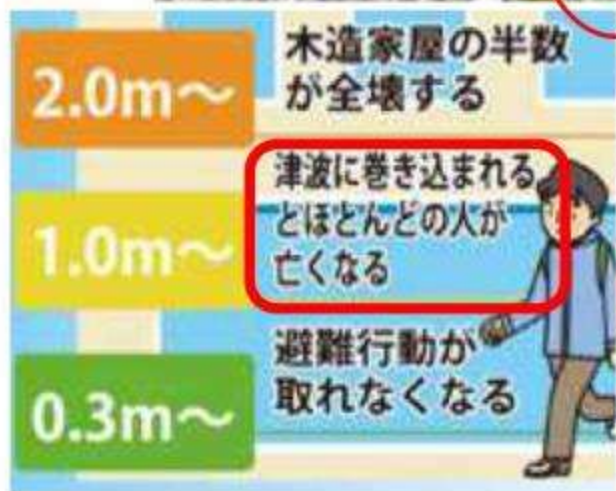 2.0m～
木造家屋の半数
が全壊する
1.0m～
津波に巻き込まれる
とほとんどの人が
亡くなる
0.3m～
避難行動が
取れなくなる